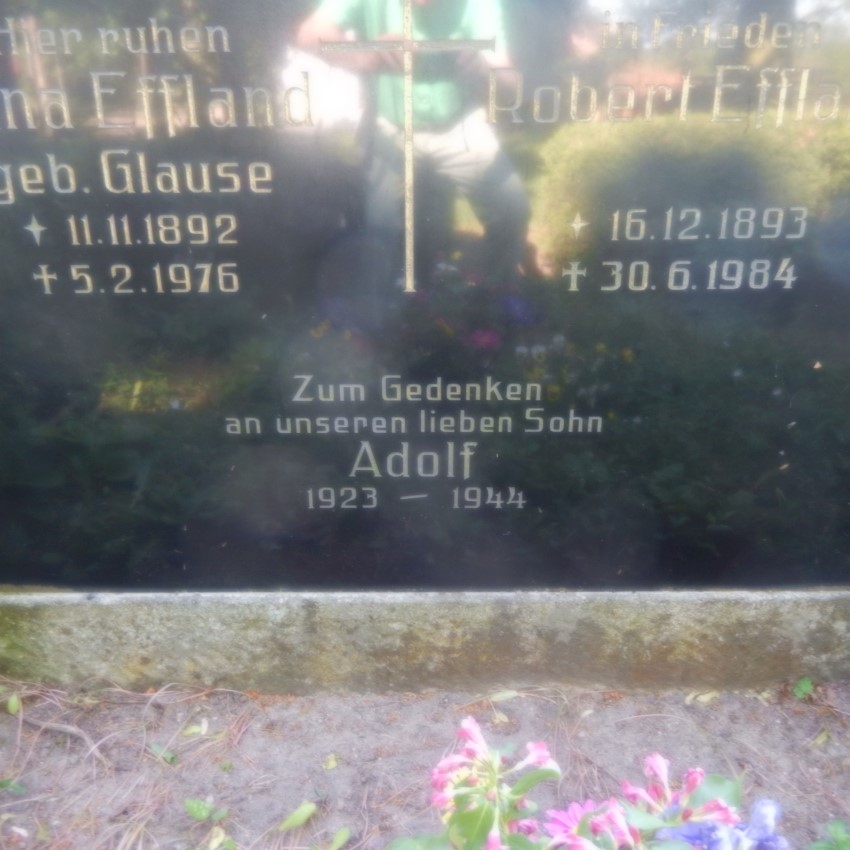 Hier ruhen in Frieden
na Effland Robert Effla
geb. Glause
11.11.1892 16.12.1893
† 5.2.1976 † 30.6.1984
Zum Gedenken
an unseren lieben Sohn
Adolf
1923 — 1944